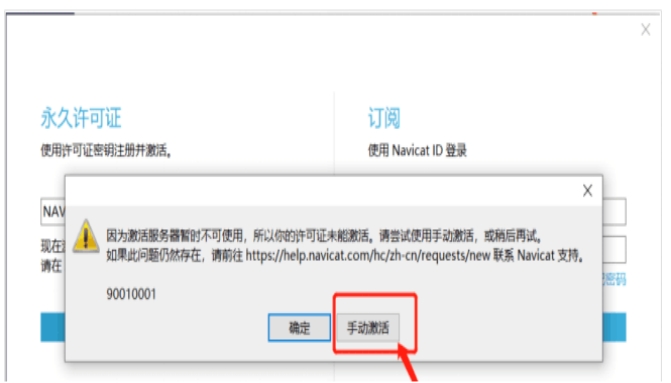 永久许可证
订阅
使用许可证密钥注册并激活。
使用 Navicat ID 登录
NAV
因为激活服务器暂时不可使用，所以你的许可证未能激活。请尝试使用手动激活，或稍后再试。
现在
如果此问题仍然存在，请前往 https://help.navicat.com/hc/zh-cn/requests/new 联系 Navicat 支持。
请在
密码
90010001
确定
手动激活